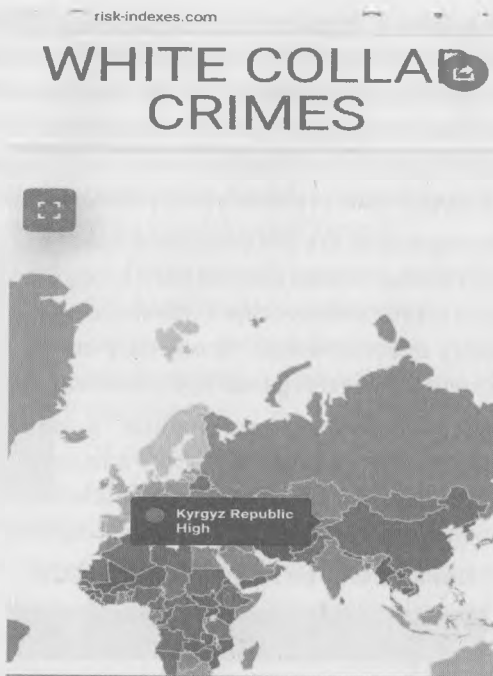 risk-indexes.com
WHITE COLLAR
CRIMES
Kyrgyz Republic
High